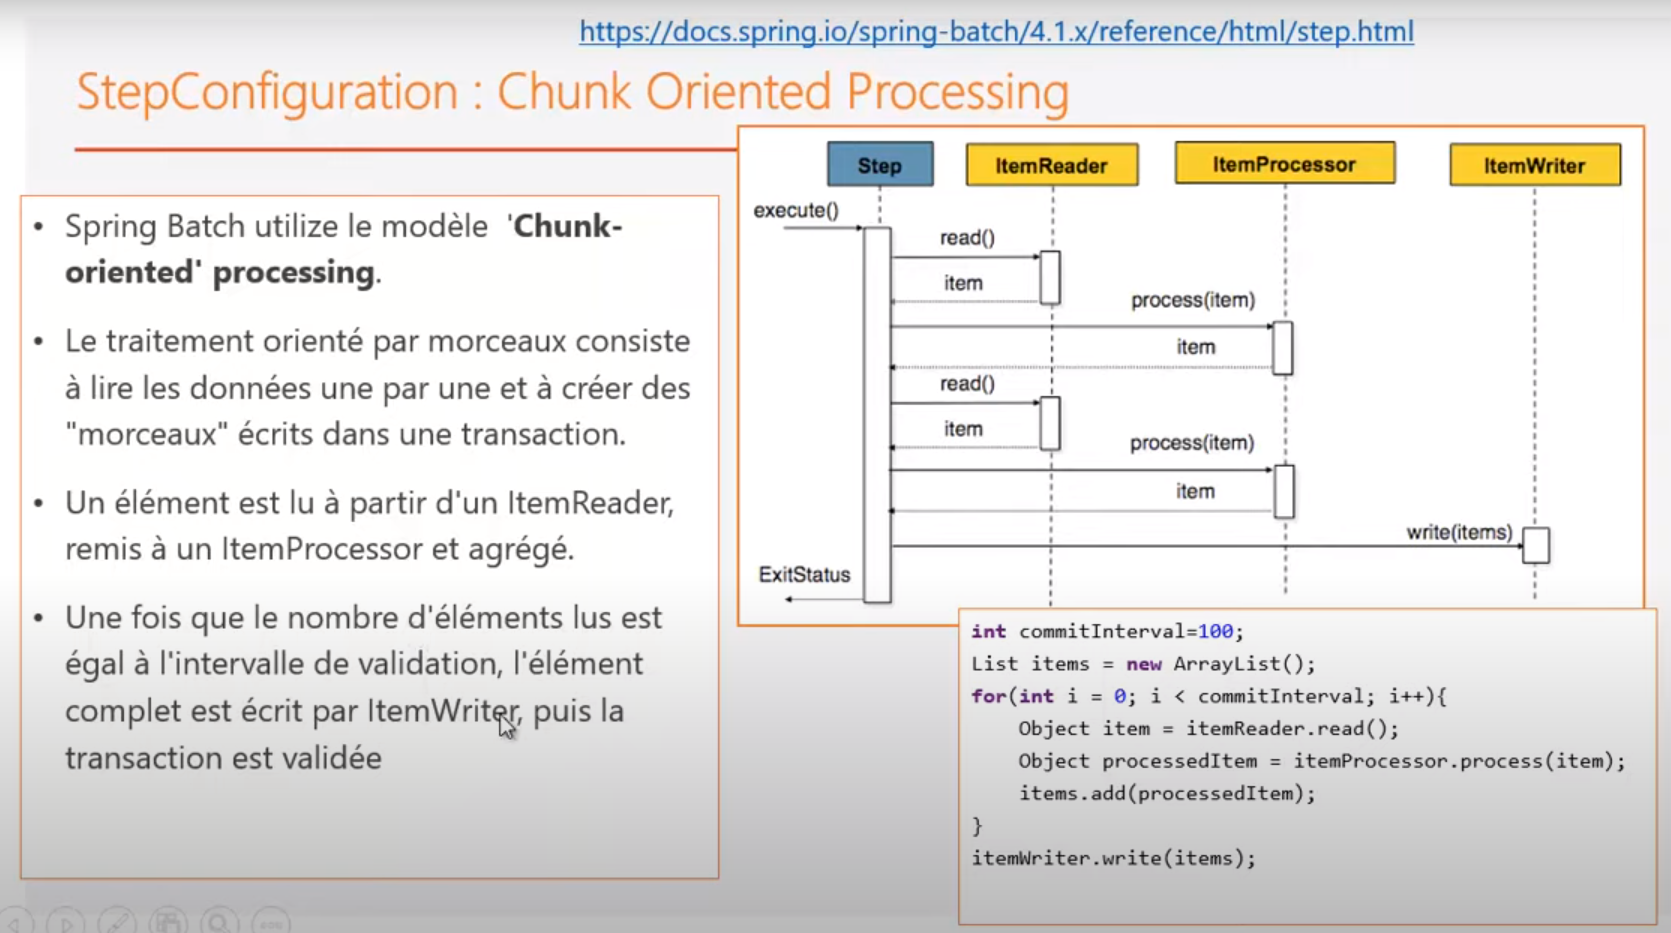 https://docs.spring.io/spring-batch/4.1.x/reference/html/step.html
StepConfiguration : Chunk Oriented Processing
• Spring Batch utilize le modèle 'Chunk-
oriented' processing.
• Le traitement orienté par morceaux consiste
à lire les données une par une et à créer des
"morceaux" écrits dans une transaction.
• Un élément est lu à partir d'un ItemReader,
remis à un ItemProcessor et agrégé.
• Une fois que le nombre d'éléments lus est
égal à l'intervalle de validation, l'élément
complet est écrit par ItemWriter, puis la
transaction est validée
Step
ItemReader
ItemProcessor
ItemWriter
execute()
read()
item
process(item)
item
read()
item
process(item)
item
write(items)
ExitStatus
int commitInterval=100;
List items = new ArrayList();
for(int i = 0; i < commitInterval; i++){
    Object item = itemReader.read();
    Object processedItem = itemProcessor.process(item);
    items.add(processedItem);
}
itemWriter.write(items);